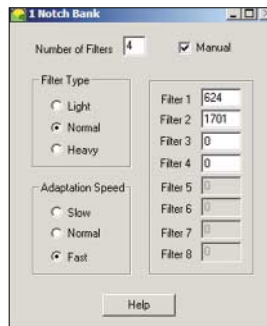 1 Notch Bank
Number of Filters 4
Manual
Filter Type
Light
Normal
Heavy
Adaptation Speed
Slow
Normal
Fast
Filter 1 624
Filter 2 1701
Filter 3 0
Filter 4 0
Filter 5 0
Filter 6 0
Filter 7 0
Filter 8 0
Help